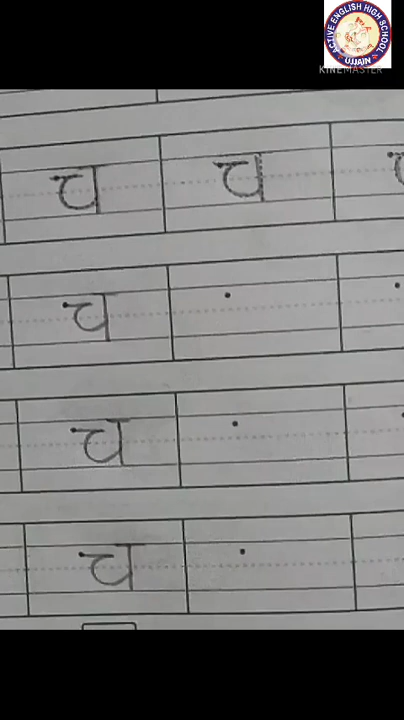 ACTIVE ENGLISH HIGH SCHOOL
UJJAIN
KINEMASTER
च च
च
च
च